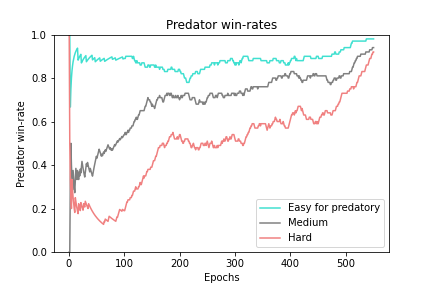 Predator win-rates
Predator win-rate
1.0
0.8
0.6
0.4
0.2
0.0
0
100
200
300
400
500
Epochs
Easy for predatory
Medium
Hard